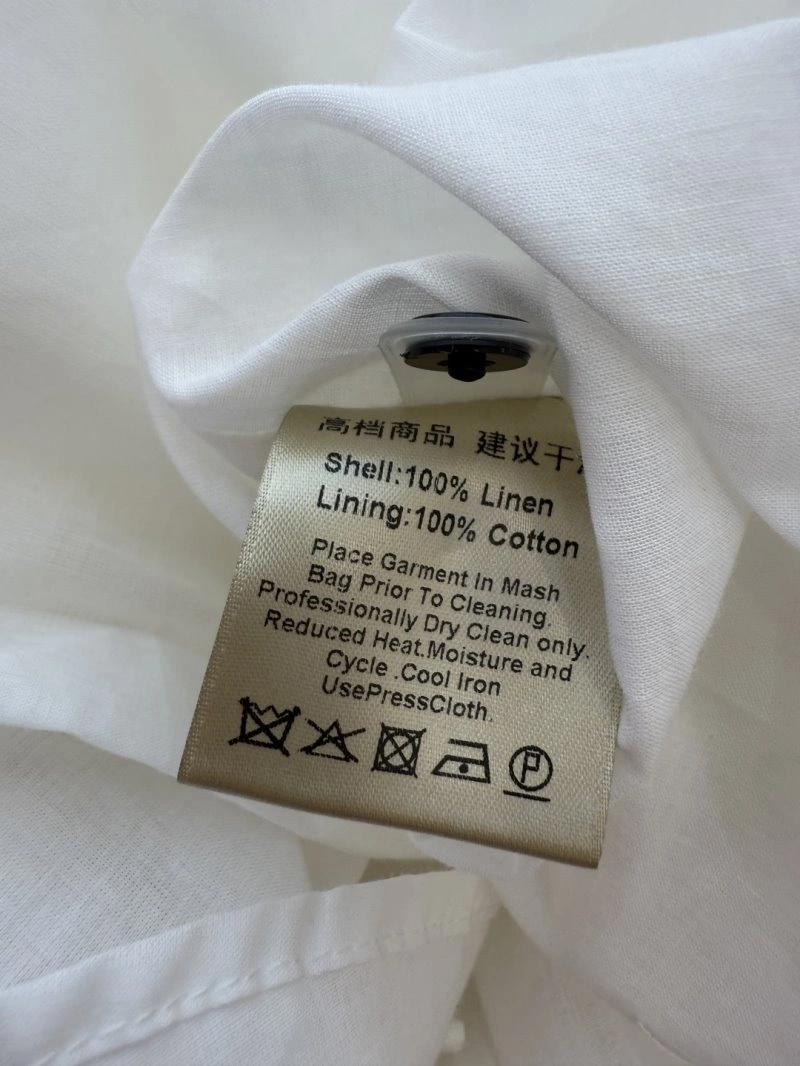 高档商品 建议干
Shell:100% Linen
Lining:100% Cotton
Place Garment In Mash
Bag Prior To Cleaning.
Professionally Dry Clean only.
Reduced Heat.Moisture and
Cycle .Cool Iron
UsePressCloth.
P